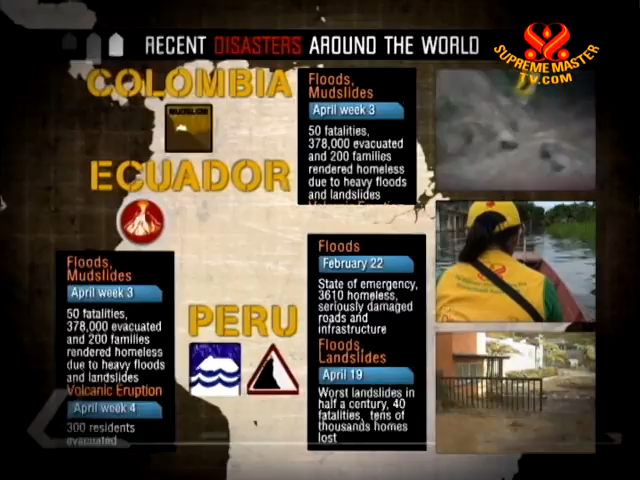 RECENT DISASTERS AROUND THE WORLD
SUPREME MASTER
TV.COM
COLOMBIA
Floods,
Mudslides
April week 3
50 fatalities,
378,000 evacuated
and 200 families
rendered homeless
due to heavy floods
and landslides
Volcanic Eruption
MUDSLIDE
ECUADOR
Floods,
Mudslides
April week 3
50 fatalities,
378,000 evacuated
and 200 families
rendered homeless
due to heavy floods
and landslides
Volcanic Eruption
April week 4
300 residents
evacuated
PERU
Floods
February 22
State of emergency,
3610 homeless,
seriously damaged
roads and
infrastructure
Floods,
Landslides
April 19
Worst landslides in
half a century, 40
fatalities, tens of
thousands homes
lost